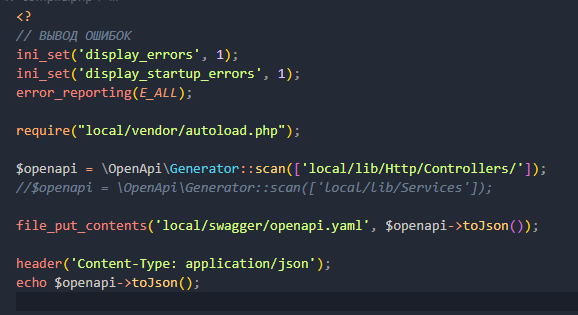 <?
// ВЫВОД ОШИБОК
ini_set('display_errors', 1);
ini_set('display_startup_errors', 1);
error_reporting(E_ALL);
require("local/vendor/autoload.php");
$openapi = \OpenApi\Generator::scan(['local/lib/Http/Controllers/']);
//$openapi = \OpenApi\Generator::scan(['local/lib/Services']);
file_put_contents('local/swagger/openapi.yaml', $openapi->toJson());
header('Content-Type: application/json');
echo $openapi->toJson();